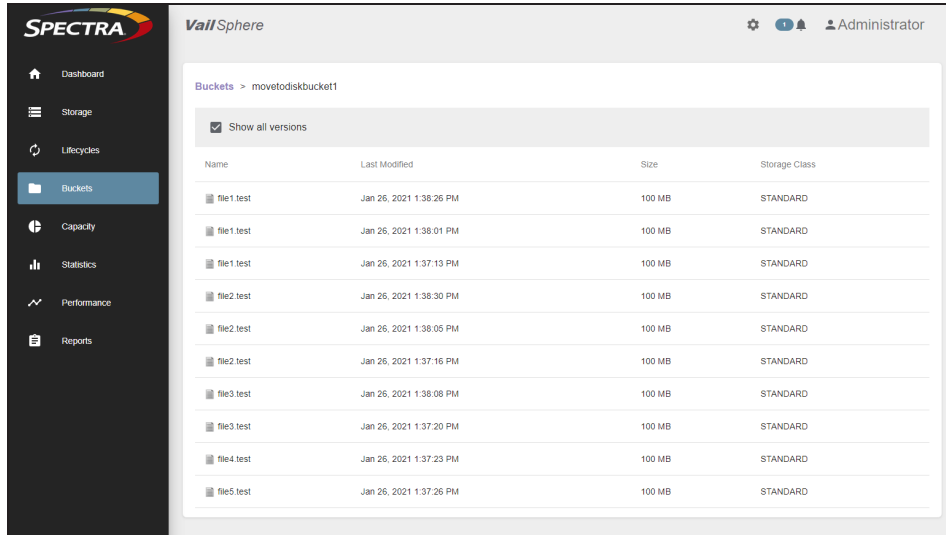 SPECTRA
VailSphere
1
Administrator
Dashboard
Storage
Lifecycles
Buckets
Capacity
Statistics
Performance
Reports
Buckets > movetodiskbucket1
Show all versions
Name Last Modified Size Storage Class
file1.test Jan 26, 2021 1:38:26 PM 100 MB STANDARD
file1.test Jan 26, 2021 1:38:01 PM 100 MB STANDARD
file1.test Jan 26, 2021 1:37:13 PM 100 MB STANDARD
file2.test Jan 26, 2021 1:38:30 PM 100 MB STANDARD
file2.test Jan 26, 2021 1:38:05 PM 100 MB STANDARD
file2.test Jan 26, 2021 1:37:16 PM 100 MB STANDARD
file3.test Jan 26, 2021 1:38:08 PM 100 MB STANDARD
file3.test Jan 26, 2021 1:37:20 PM 100 MB STANDARD
file4.test Jan 26, 2021 1:37:23 PM 100 MB STANDARD
file5.test Jan 26, 2021 1:37:26 PM 100 MB STANDARD